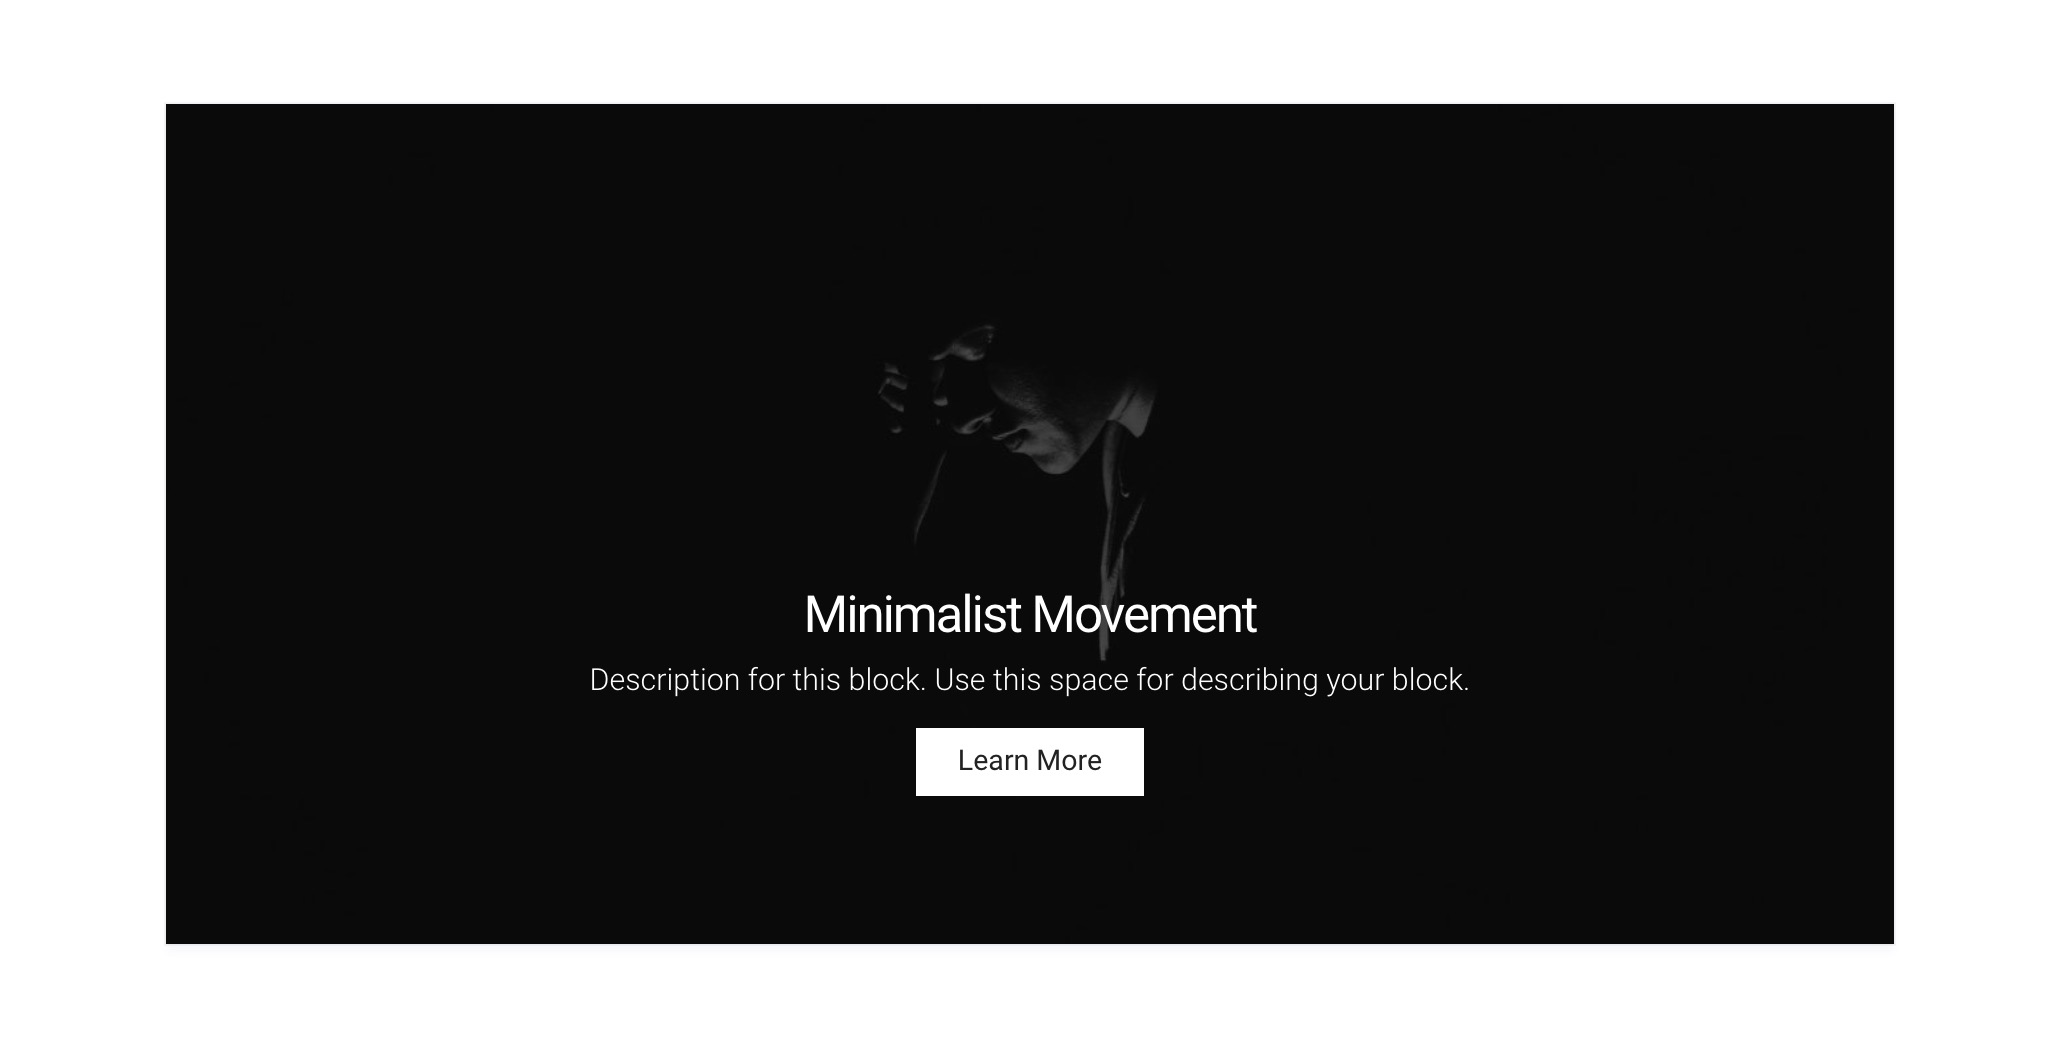 Minimalist Movement
Description for this block. Use this space for describing your block.
Learn More